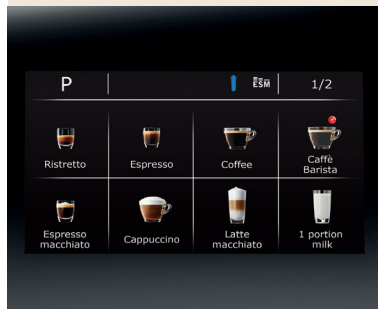 P
ESM
1/2
Ristretto
Espresso
Coffee
Caffè
Barista
Espresso
macchiato
Cappuccino
Latte
macchiato
1 portion
milk